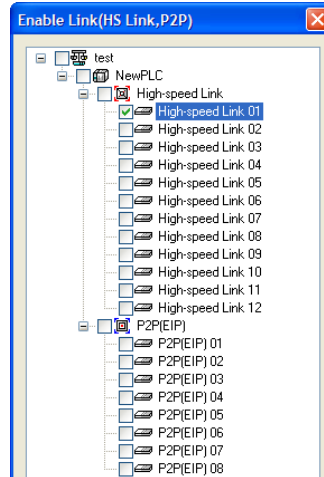 Enable Link(HS Link,P2P)
test
NewPLC
High-speed Link
High-speed Link 01
High-speed Link 02
High-speed Link 03
High-speed Link 04
High-speed Link 05
High-speed Link 06
High-speed Link 07
High-speed Link 08
High-speed Link 09
High-speed Link 10
High-speed Link 11
High-speed Link 12
P2P(EIP)
P2P(EIP) 01
P2P(EIP) 02
P2P(EIP) 03
P2P(EIP) 04
P2P(EIP) 05
P2P(EIP) 06
P2P(EIP) 07
P2P(EIP) 08